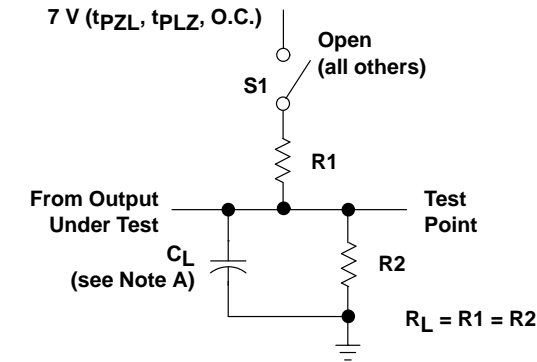 7 V (tPZL, tPLZ, O.C.)
Open
(all others)
S1
R1
From Output
Under Test
Test
Point
CL
(see Note A)
R2
RL = R1 = R2